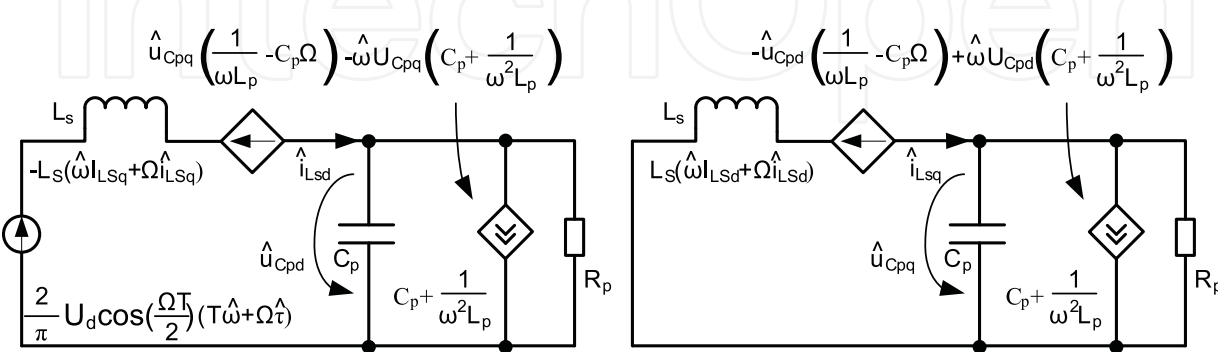 InTechOpen
û_Cpq (1/(ωL_p) -C_pΩ) -ω̂U_Cpq (C_p+ 1/(ω²L_p))
L_s
-L_S(ω̂I_LSq+Ωî_LSq)
î_Lsd
û_Cpd
C_p
C_p+ 1/(ω²L_p)
R_p
2/π U_dcos(ΩT/2)(Tω̂+Ωτ̂)
-û_Cpd (1/(ωL_p) -C_pΩ) +ω̂U_Cpd (C_p+ 1/(ω²L_p))
L_s
L_S(ω̂I_LSd+Ωî_LSd)
î_Lsq
û_Cpq
C_p
C_p+ 1/(ω²L_p)
R_p